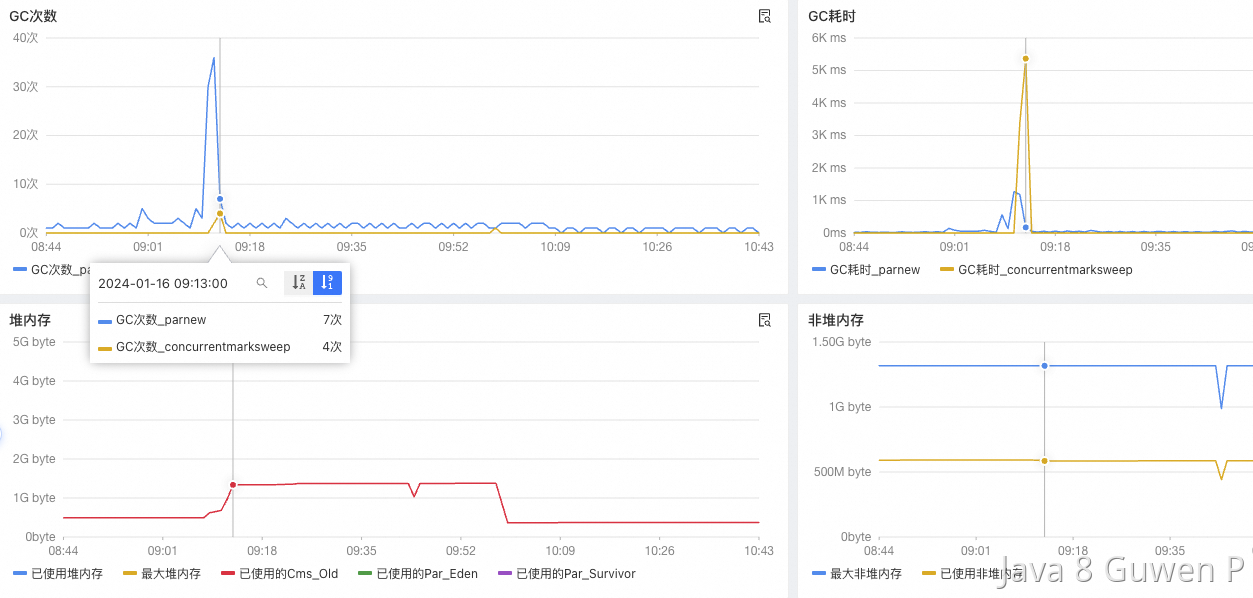 GC次数
40次
30次
20次
10次
0次
08:44 09:01 09:18 09:35 09:52 10:09 10:26 10:43
GC次数_pa
2024-01-16 09:13:00
GC次数_parnew 7次
GC次数_concurrentmarksweep 4次
GC耗时
6K ms
5K ms
4K ms
3K ms
2K ms
1K ms
0ms
08:44 09:01 09:18 09:35
GC耗时_parnew GC耗时_concurrentmarksweep
堆内存
5G byte
4G byte
3G byte
2G byte
1G byte
0byte
08:44 09:01 09:18 09:35 09:52 10:09 10:26 10:43
已使用堆内存 最大堆内存 已使用的Cms_Old 已使用的Par_Eden 已使用的Par_Survivor
非堆内存
1.50G byte
1G byte
500M byte
0byte
08:44 09:01 09:18 09:35
最大非堆内存 已使用非堆内存
Java 8 Guwen P